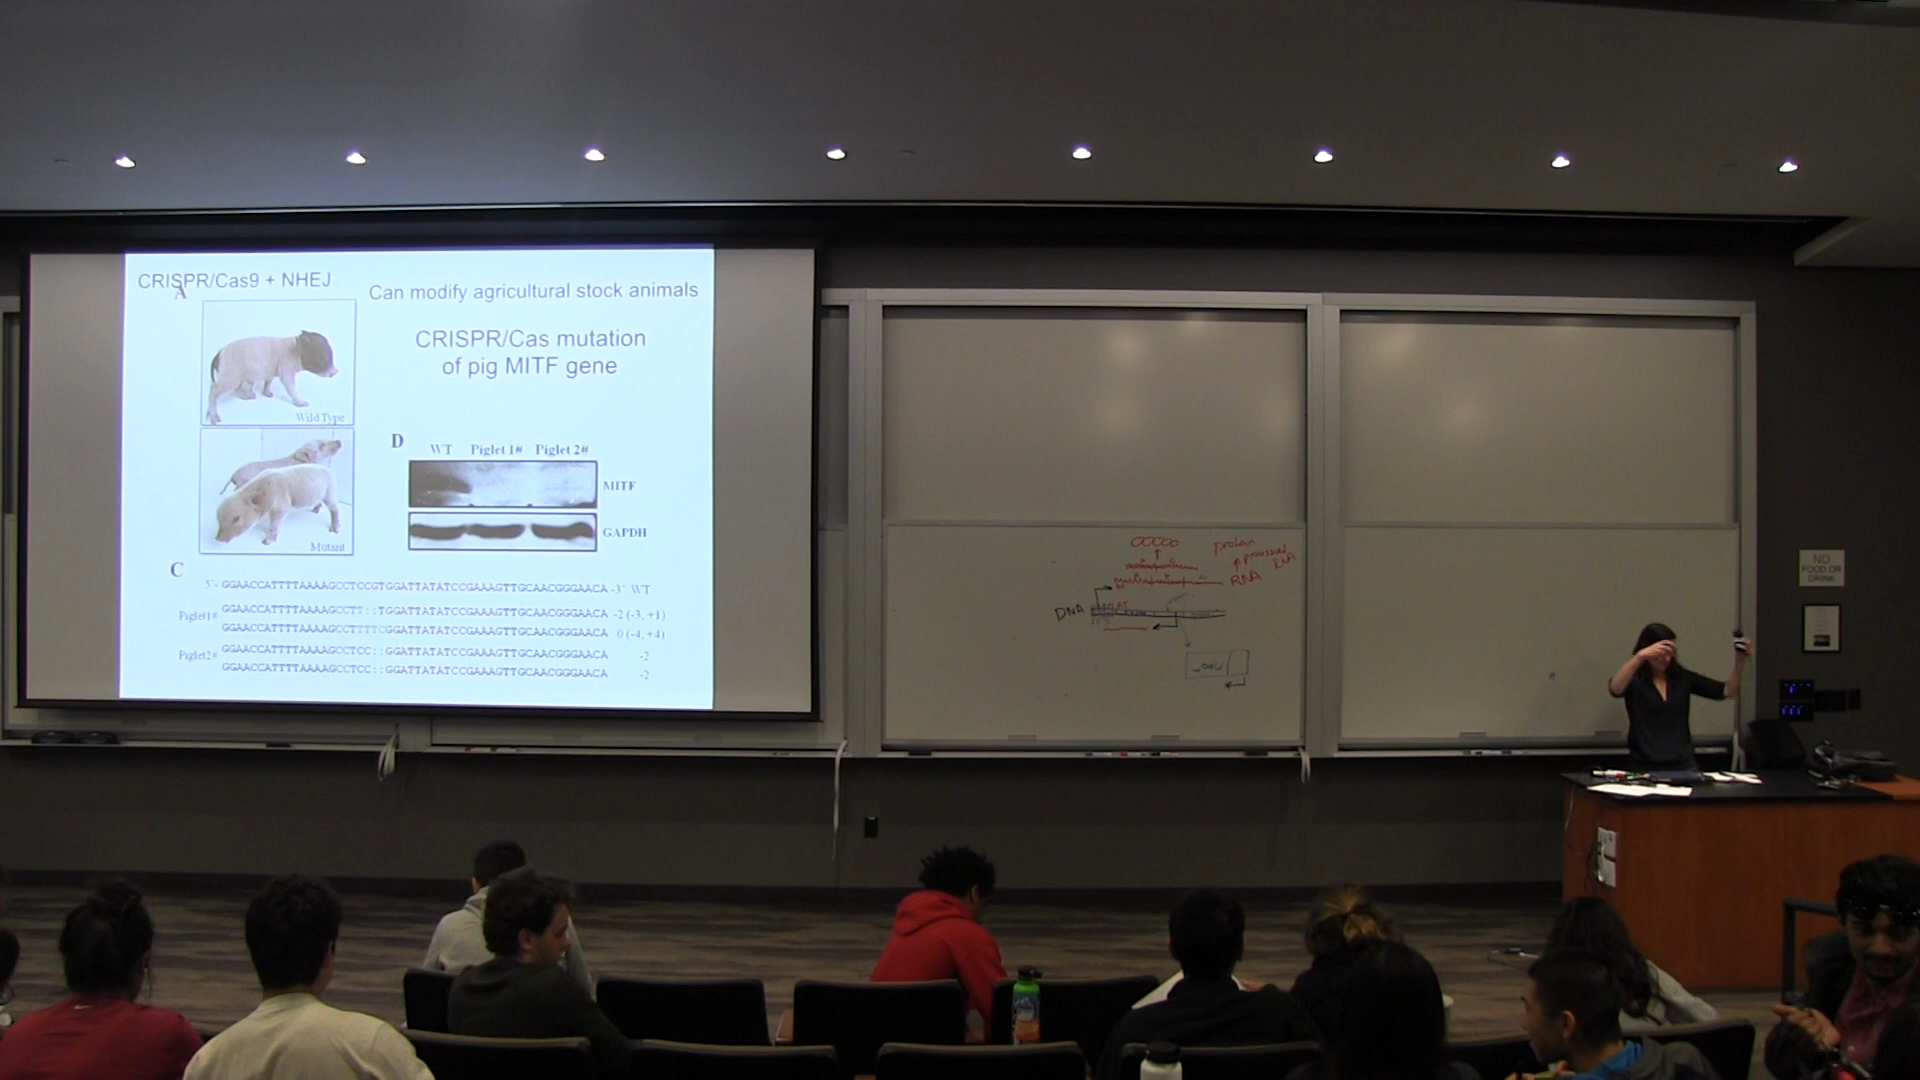 CRISPR/Cas9 + NHEJ
A
Can modify agricultural stock animals
CRISPR/Cas mutation
of pig MITF gene
Wild Type
Mutant
D
WT Piglet 1# Piglet 2#
MITF
GAPDH
C
5'- GGAACCATTTTAAAAGCCTCCGTGGATTATATCCGAAAGTTGCAACGGGAACA -3' WT
Piglet1#
GGAACCATTTTAAAAGCCTT::TGGATTATATCCGAAAGTTGCAACGGGAACA -2 (-3, +1)
GGAACCATTTTAAAAGCCTTTTCGGATTATATCCGAAAGTTGCAACGGGAACA 0 (-4, +4)
Piglet2#
GGAACCATTTTAAAAGCCTCC::GGATTATATCCGAAAGTTGCAACGGGAACA -2
GGAACCATTTTAAAAGCCTCC::GGATTATATCCGAAAGTTGCAACGGGAACA -2
protein
processed
RNA
RNA
DNA
NO
FOOD OR
DRINK